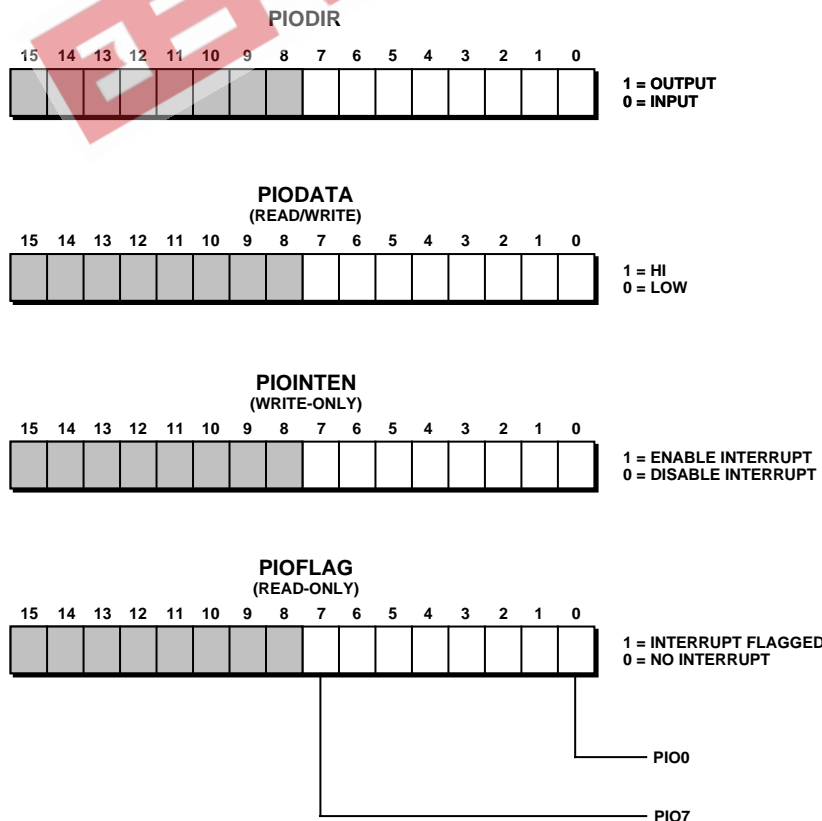 PIODIR
15 14 13 12 11 10 9 8 7 6 5 4 3 2 1 0
1 = OUTPUT
0 = INPUT
PIODATA
(READ/WRITE)
15 14 13 12 11 10 9 8 7 6 5 4 3 2 1 0
1 = HI
0 = LOW
PIOINTEN
(WRITE-ONLY)
15 14 13 12 11 10 9 8 7 6 5 4 3 2 1 0
1 = ENABLE INTERRUPT
0 = DISABLE INTERRUPT
PIOFLAG
(READ-ONLY)
15 14 13 12 11 10 9 8 7 6 5 4 3 2 1 0
1 = INTERRUPT FLAGGED
0 = NO INTERRUPT
PIO0
PIO7